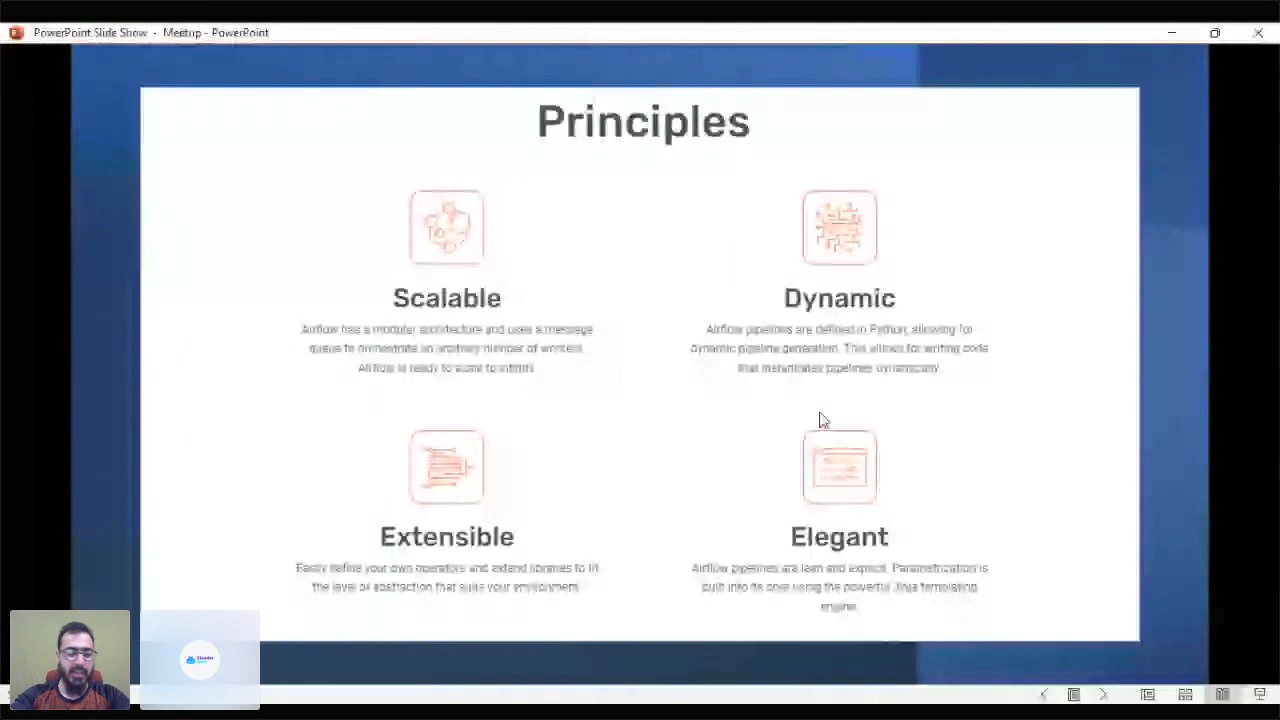 PowerPoint Slide Show - Meetup - PowerPoint
Principles
Scalable
Airflow has a modular architecture and uses a message
queue to orchestrate an arbitrary number of workers.
Airflow is ready to scale to infinity.
Dynamic
Airflow pipelines are defined in Python, allowing for
dynamic pipeline generation. This allows for writing code
that instantiates pipelines dynamically.
Extensible
Easily define your own operators and extend libraries to fit
the level of abstraction that suits your environment.
Elegant
Airflow pipelines are lean and explicit. Parametrization is
built into its core using the powerful Jinja templating
engine.